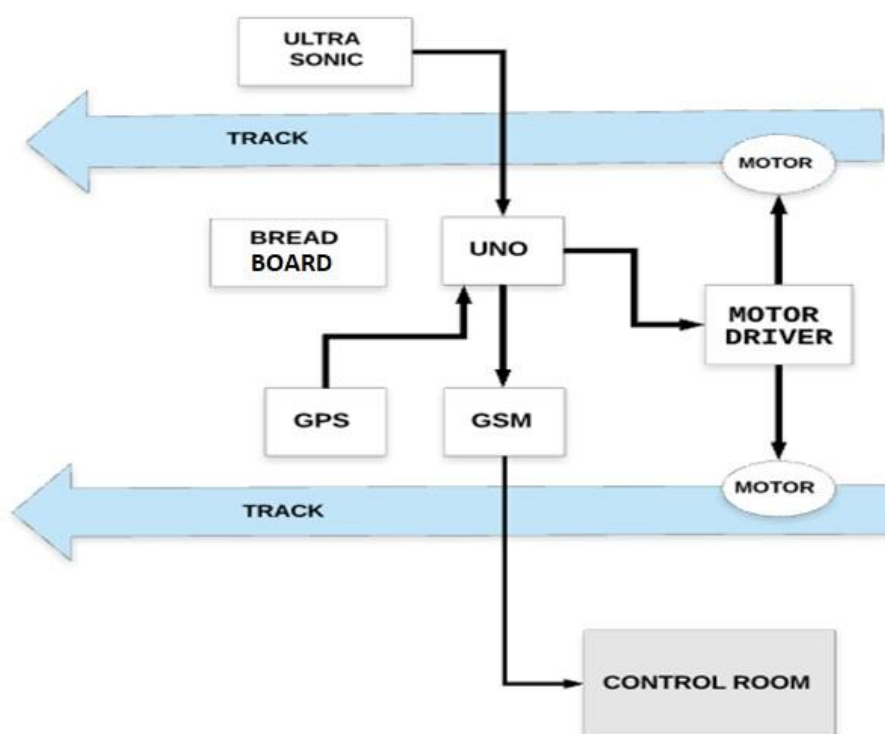 ULTRA
SONIC
TRACK
MOTOR
BREAD
BOARD
UNO
MOTOR
DRIVER
GPS
GSM
MOTOR
TRACK
CONTROL ROOM